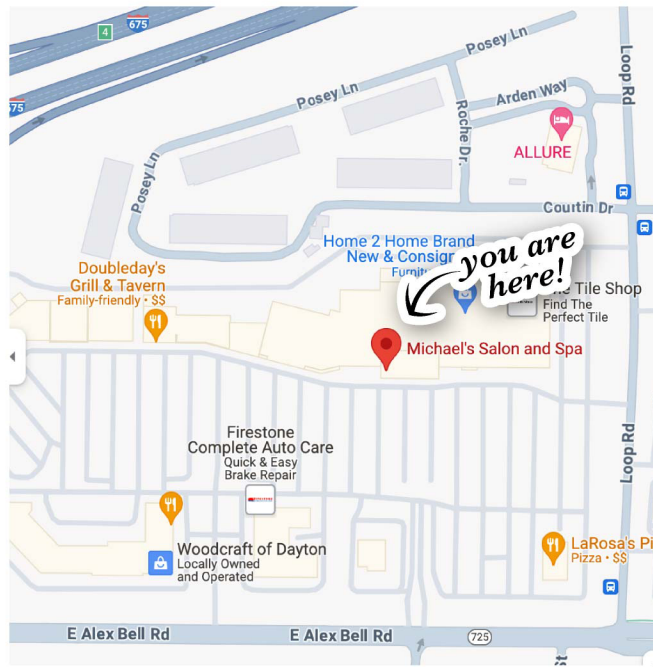 4
675
675
Posey Ln
Posey Ln
Posey Ln
Loop Rd
Arden Way
Roche Dr.
ALLURE
Courtin Dr
Home 2 Home Brand
New & Consign
Furnitu
you are
here!
Doubleday's
Grill & Tavern
Family-friendly • $$
The Tile Shop
Find The
Perfect Tile
Michael's Salon and Spa
Firestone
Complete Auto Care
Quick & Easy
Brake Repair
Loop Rd
Woodcraft of Dayton
Locally Owned
and Operated
LaRosa's Pi
Pizza • $$
E Alex Bell Rd
E Alex Bell Rd
725